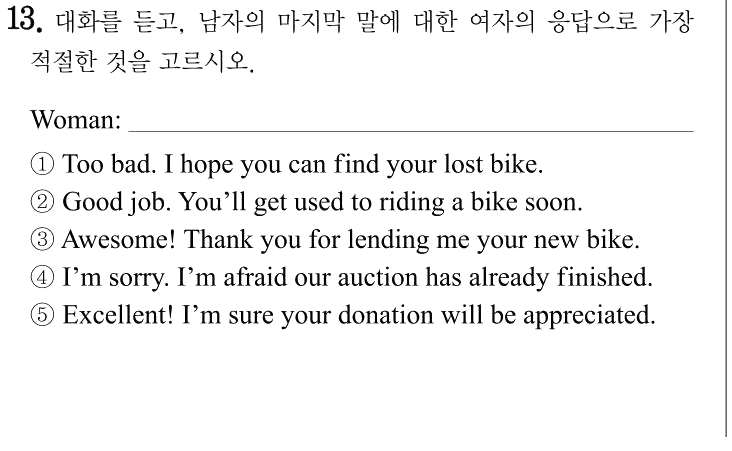 13. 대화를 듣고, 남자의 마지막 말에 대한 여자의 응답으로 가장
적절한 것을 고르시오.
Woman: 
① Too bad. I hope you can find your lost bike.
② Good job. You’ll get used to riding a bike soon.
③ Awesome! Thank you for lending me your new bike.
④ I’m sorry. I’m afraid our auction has already finished.
⑤ Excellent! I’m sure your donation will be appreciated.